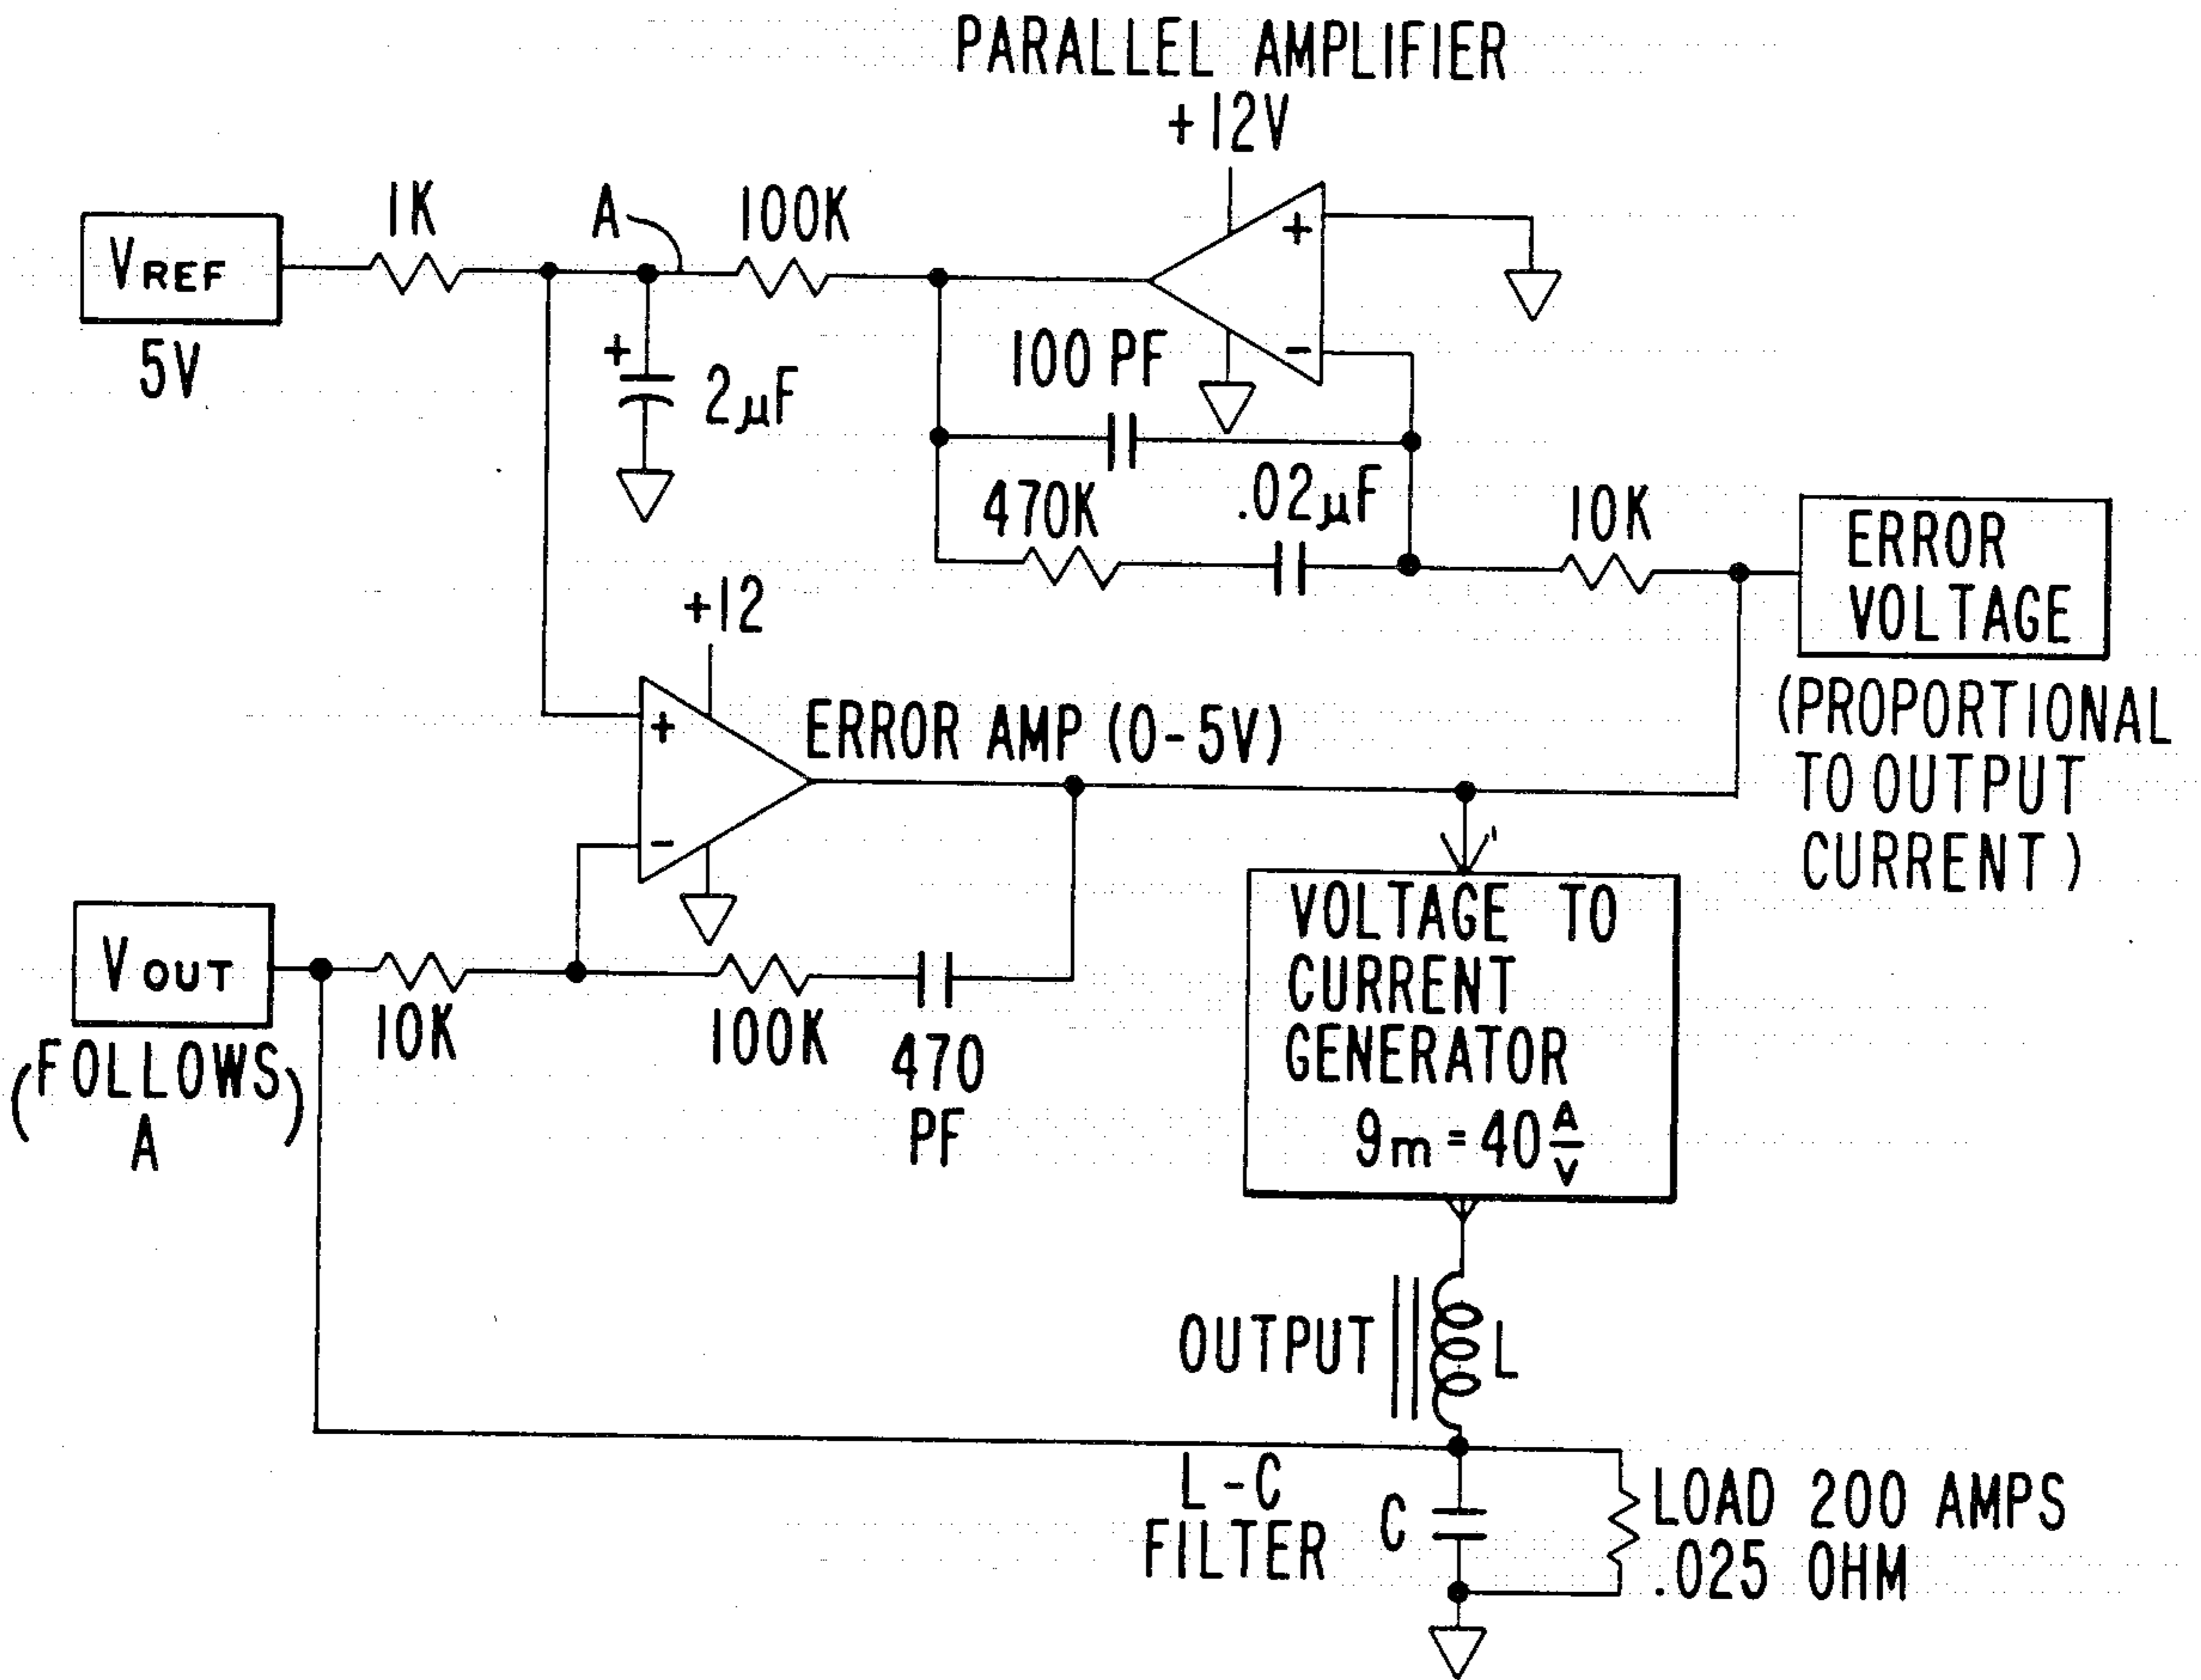 PARALLEL AMPLIFIER
+12V
1K
A
100K
+
VREF
5V
+
2µF
100 PF
-
470K
.02µF
10K
ERROR
VOLTAGE
(PROPORTIONAL
TO OUTPUT
CURRENT)
+12
+
ERROR AMP (0-5V)
-
VOUT
(FOLLOWS)
A
10K
100K
470
PF
VOLTAGE TO
CURRENT
GENERATOR
9m = 40 A/V
OUTPUT
L
L-C
FILTER
C
LOAD 200 AMPS
.025 OHM